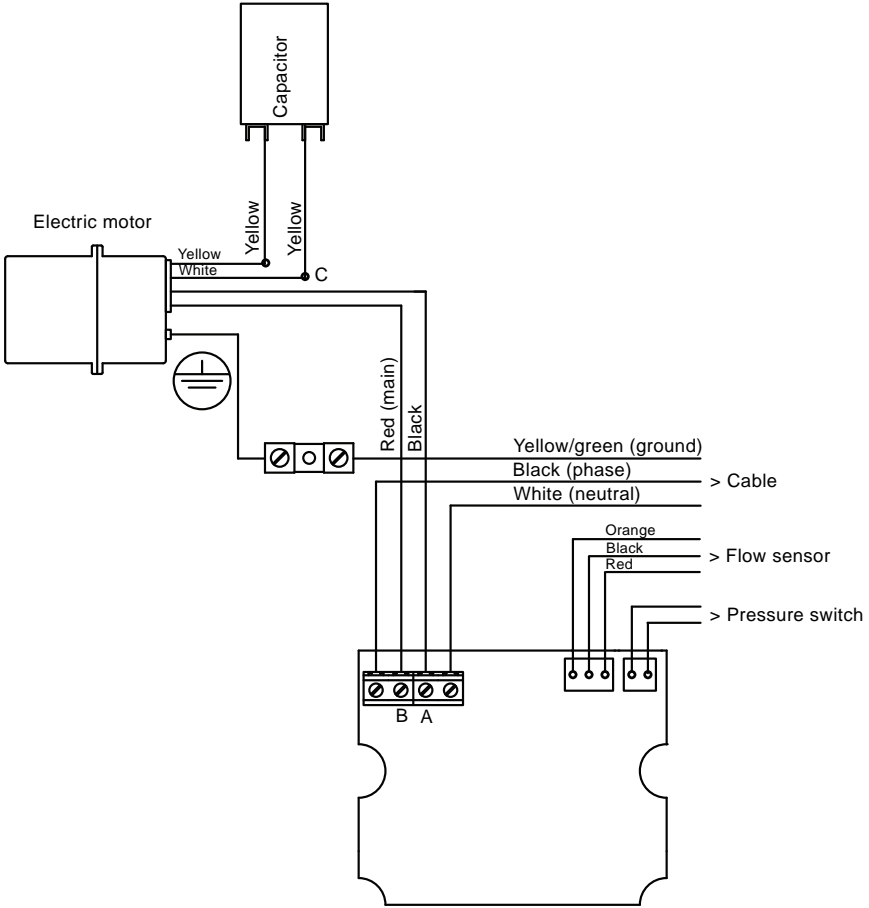 Capacitor
Yellow
Yellow
Electric motor
Yellow
White
C
Red (main)
Black
Yellow/green (ground)
Black (phase)
> Cable
White (neutral)
Orange
Black
> Flow sensor
Red
> Pressure switch
B A